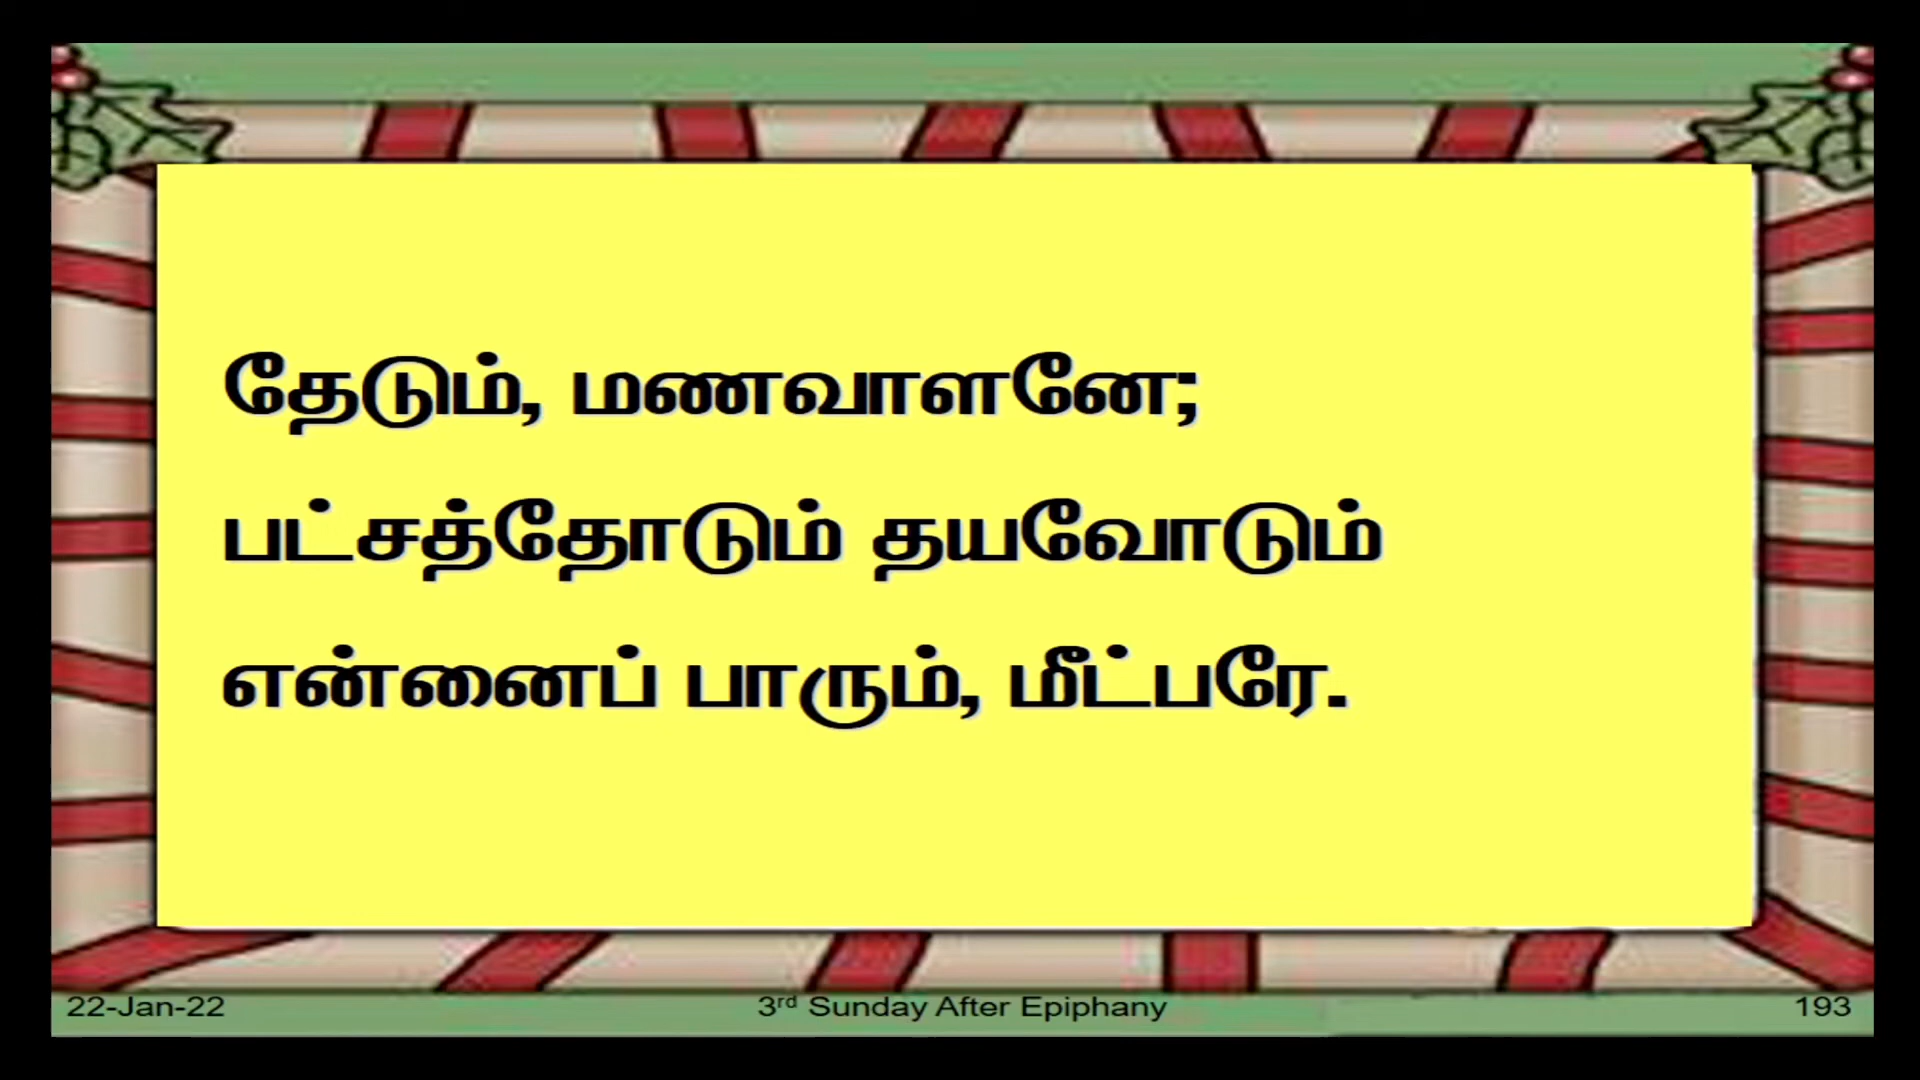 தேடும், மணவாளனே;
பட்சத்தோடும் தயவோடும்
என்னைப் பாரும், மீட்பரே.
22-Jan-22 3rd Sunday After Epiphany 193